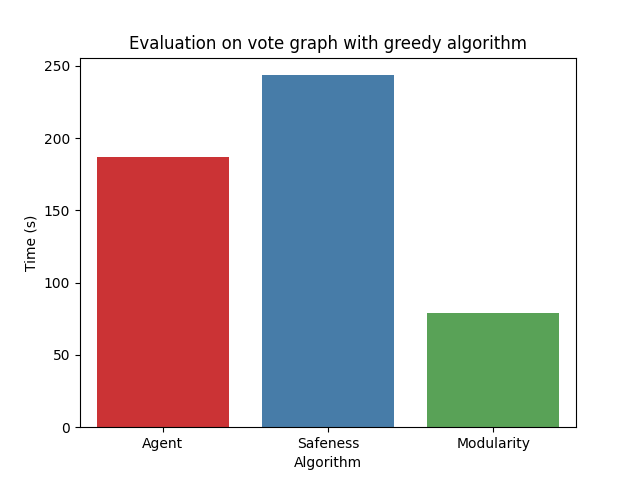 Evaluation on vote graph with greedy algorithm
250
200
150
100
50
0
Time (s)
Agent Safeness Modularity
Algorithm